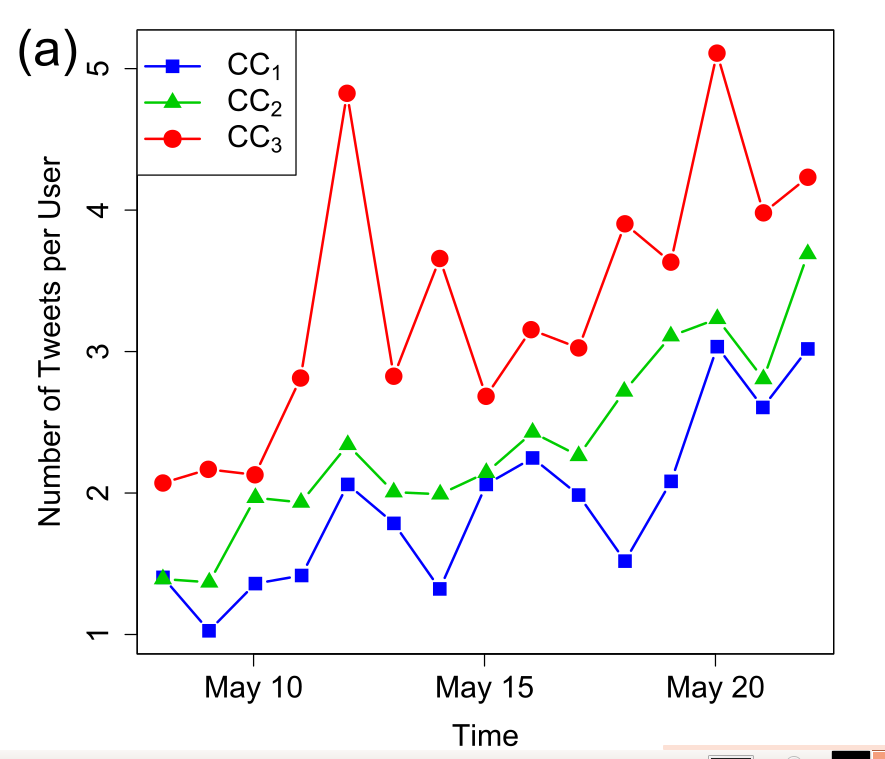 (a)
CC1
CC2
CC3
Number of Tweets per User
5
4
3
2
1
May 10 May 15 May 20
Time